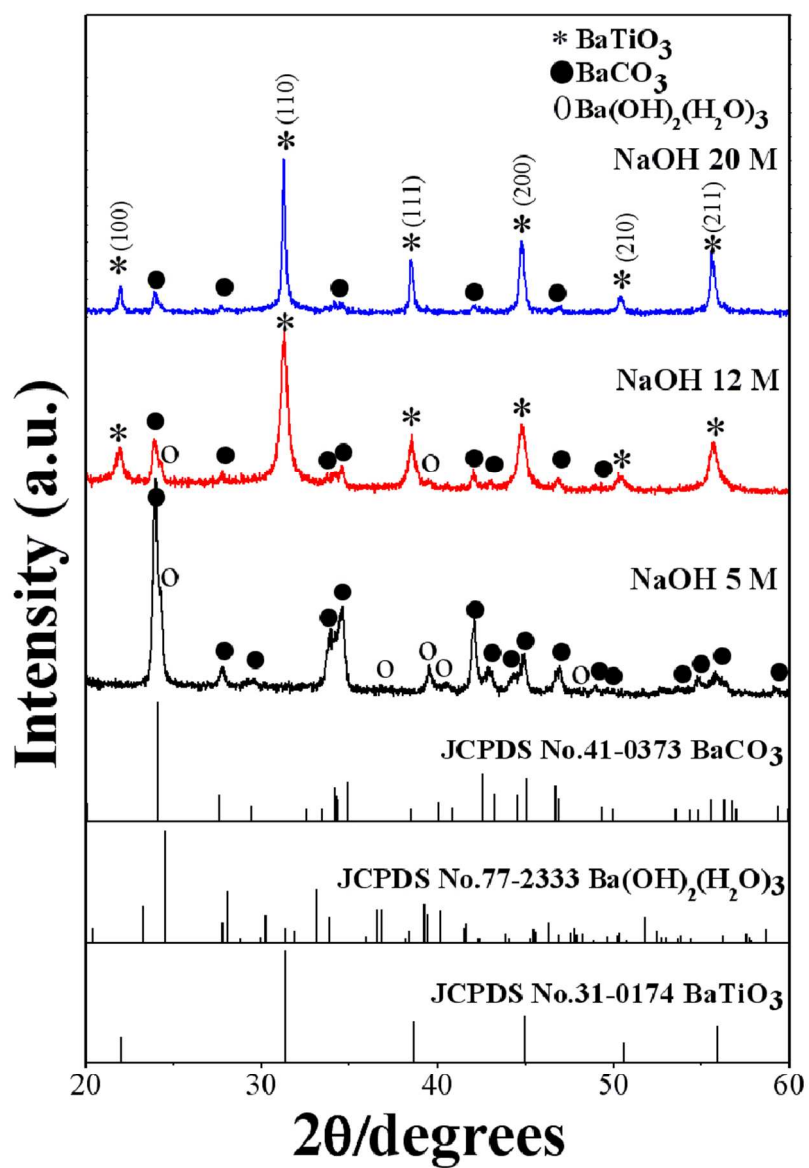 * BaTiO₃
● BaCO₃
O Ba(OH)₂(H₂O)₃
NaOH 20 M
*(100)
*(110)
*(111)
*(200)
*(210)
*(211)
NaOH 12 M
NaOH 5 M
JCPDS No.41-0373 BaCO₃
JCPDS No.77-2333 Ba(OH)₂(H₂O)₃
JCPDS No.31-0174 BaTiO₃
Intensity (a.u.)
20 30 40 50 60
2θ/degrees